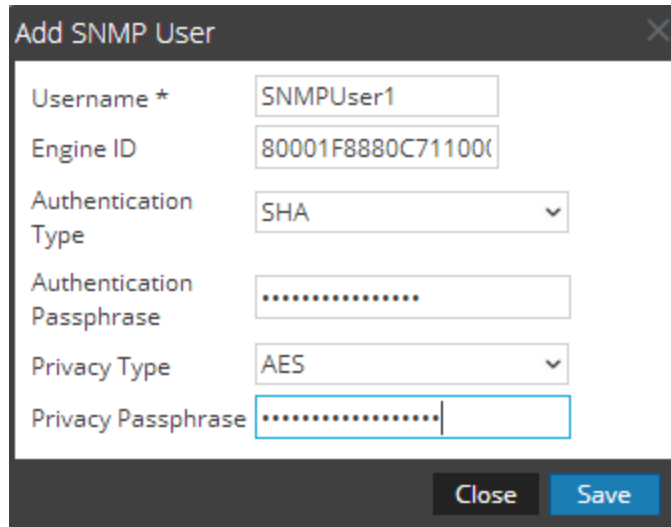 Add SNMP User
Username * SNMPUser1
Engine ID 80001F8880C711000
Authentication
Type
SHA
Authentication
Passphrase
••••••••••••••••
Privacy Type AES
Privacy Passphrase ••••••••••••••••••
Close Save